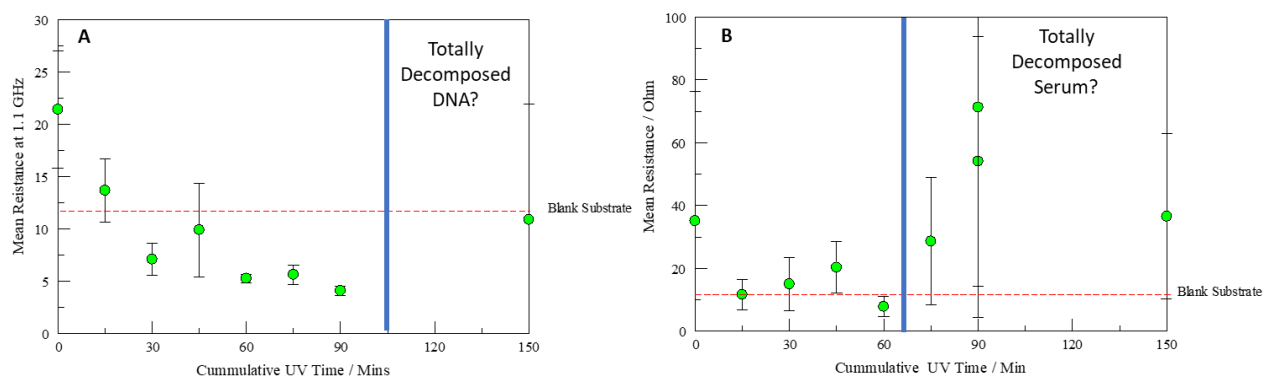 A
Totally
Decomposed
DNA?
30
25
20
15
10
5
0
Mean Reistance at 1.1 GHz
Blank Substrate
0 30 60 90 120 150
Cummulative UV Time / Mins
B
Totally
Decomposed
Serum?
100
80
60
40
20
0
Mean Resistance / Ohm
Blank Substrate
0 30 60 90 120 150
Cummulative UV Time / Min